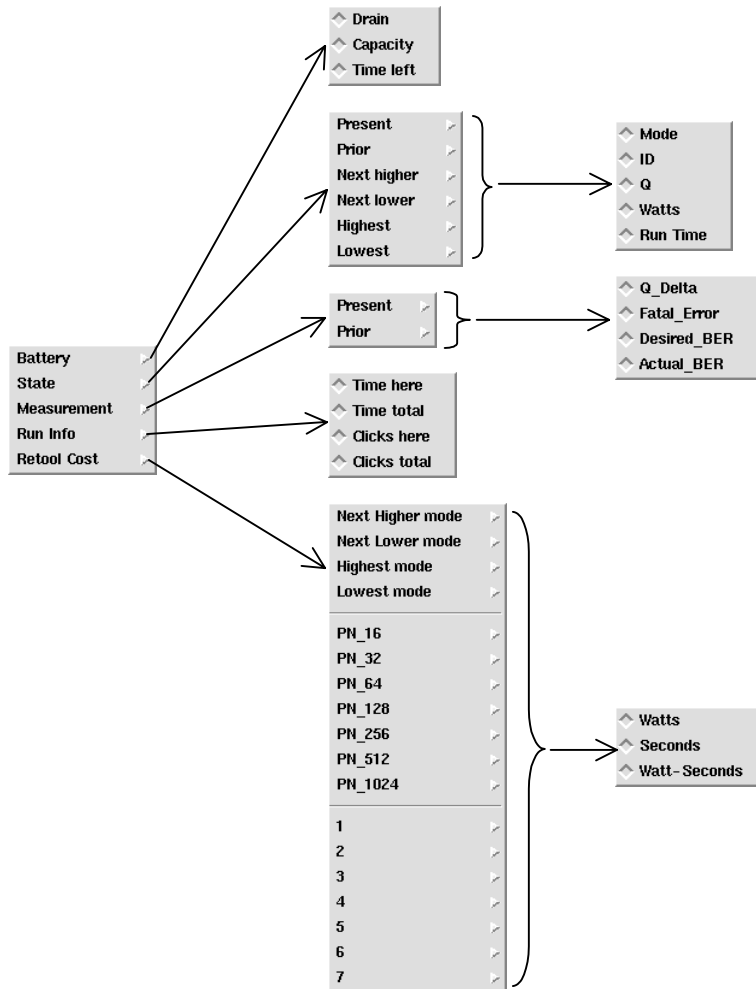 Drain
Capacity
Time left
Present
Prior
Next higher
Next lower
Highest
Lowest
Mode
ID
Q
Watts
Run Time
Present
Prior
Q_Delta
Fatal_Error
Desired_BER
Actual_BER
Battery
State
Measurement
Run Info
Retool Cost
Time here
Time total
Clicks here
Clicks total
Next Higher mode
Next Lower mode
Highest mode
Lowest mode
PN_16
PN_32
PN_64
PN_128
PN_256
PN_512
PN_1024
1
2
3
4
5
6
7
Watts
Seconds
Watt-Seconds